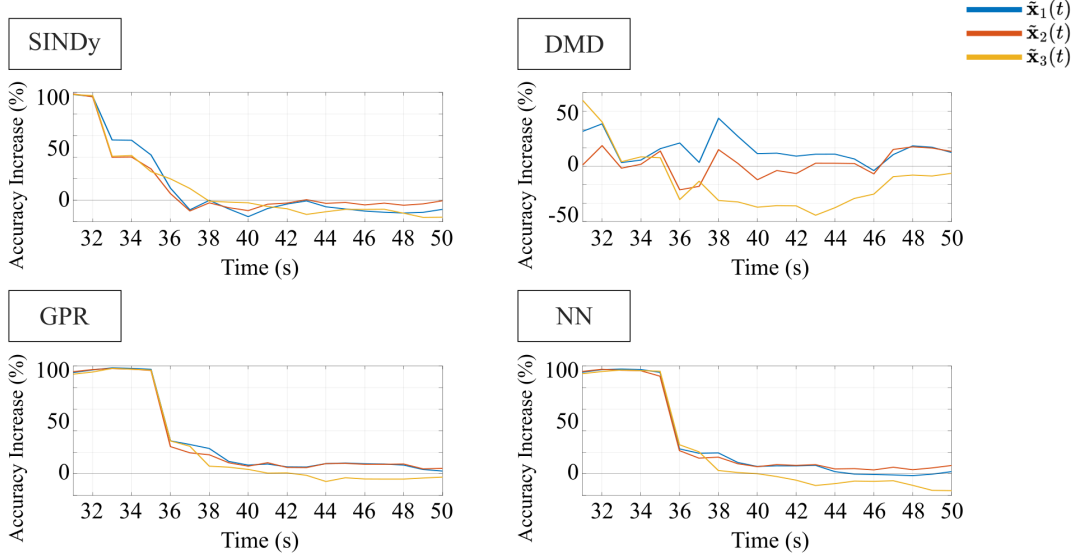 x̃₁(t)
x̃₂(t)
x̃₃(t)
SINDy
DMD
Accuracy Increase (%)
100
50
0
32 34 36 38 40 42 44 46 48 50
Time (s)
Accuracy Increase (%)
50
0
-50
32 34 36 38 40 42 44 46 48 50
Time (s)
GPR
NN
Accuracy Increase (%)
100
50
0
32 34 36 38 40 42 44 46 48 50
Time (s)
Accuracy Increase (%)
100
50
0
32 34 36 38 40 42 44 46 48 50
Time (s)